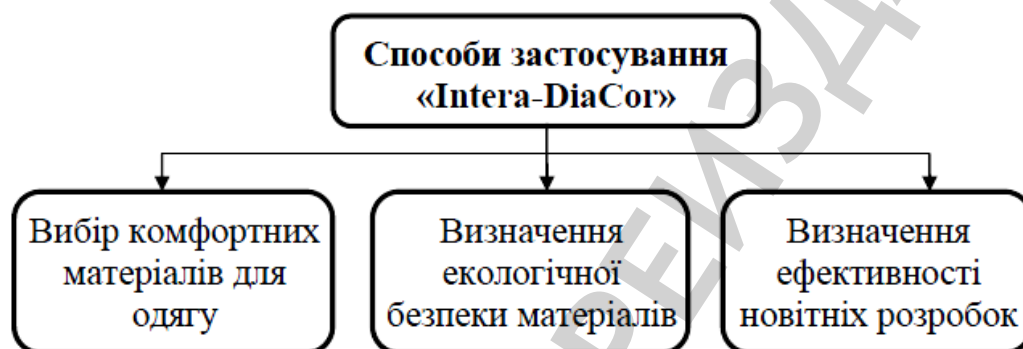 Способи застосування
«Intera-DiaCor»
Вибір комфортних
матеріалів для
одягу
Визначення
екологічної
безпеки матеріалів
Визначення
ефективності
новітніх розробок